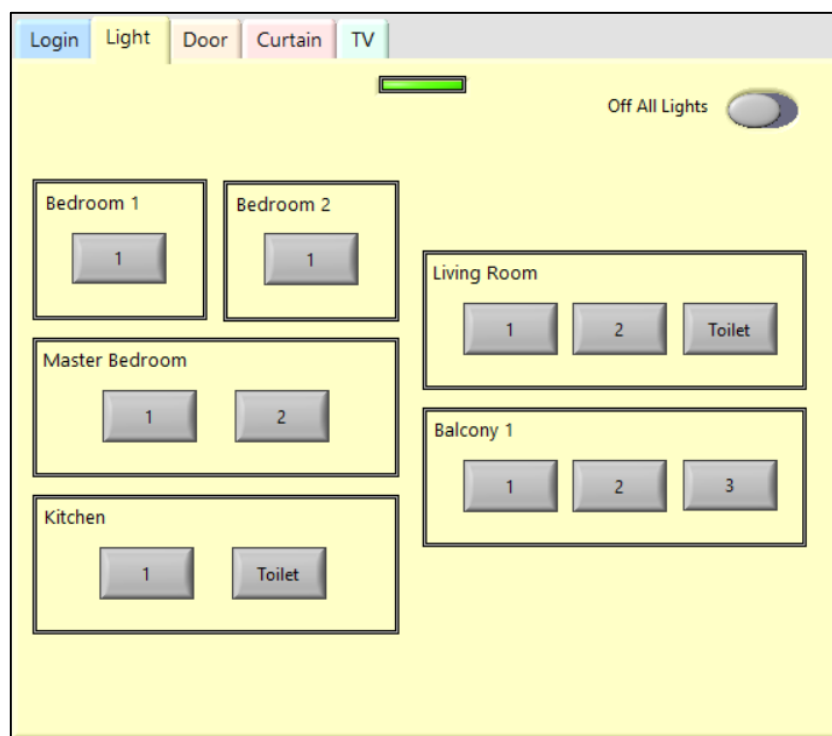 Login Light Door Curtain TV
Off All Lights
Bedroom 1
1
Bedroom 2
1
Master Bedroom
1 2
Kitchen
1 Toilet
Living Room
1 2 Toilet
Balcony 1
1 2 3